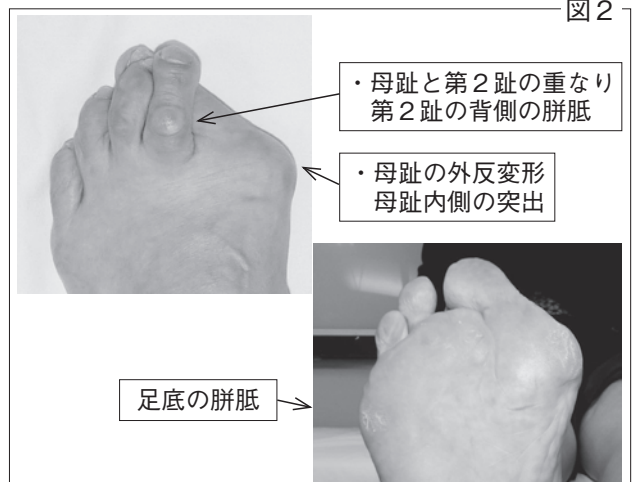 図2
・母趾と第2趾の重なり
第2趾の背側の胼胝
・母趾の外反変形
母趾内側の突出
足底の胼胝